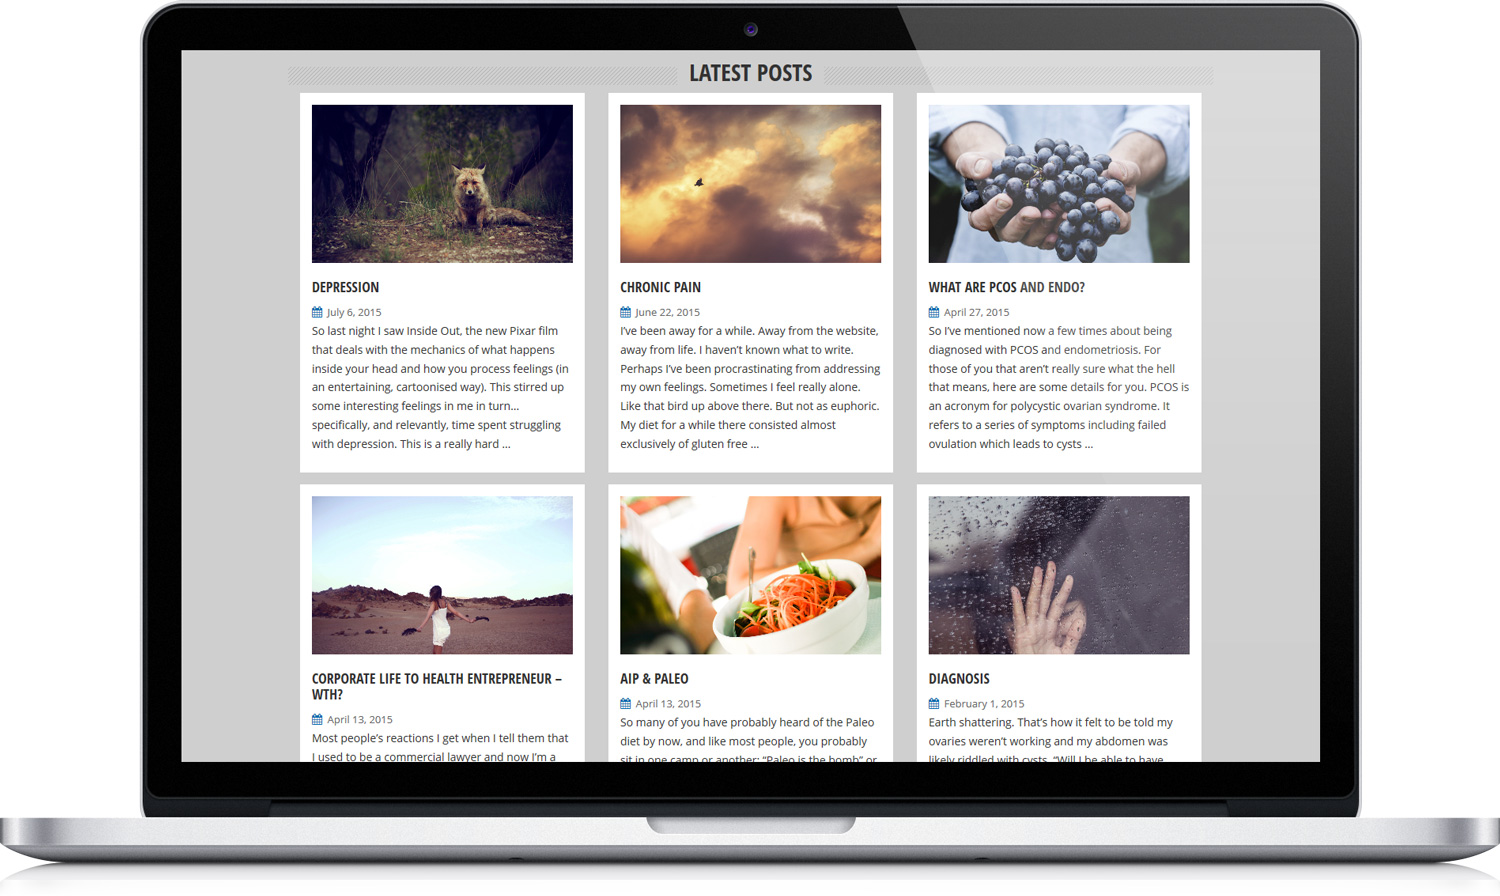 LATEST POSTS
DEPRESSION
July 6, 2015
So last night I saw Inside Out, the new Pixar film
that deals with the mechanics of what happens
inside your head and how you process feelings (in
an entertaining, cartoonised way). This stirred up
some interesting feelings in me in turn…
specifically, and relevantly, time spent struggling
with depression. This is a really hard …
CHRONIC PAIN
June 22, 2015
I’ve been away for a while. Away from the website,
away from life. I haven’t known what to write.
Perhaps I’ve been procrastinating from addressing
my own feelings. Sometimes I feel really alone.
Like that bird up above there. But not as euphoric.
My diet for a while there consisted almost
exclusively of gluten free …
WHAT ARE PCOS AND ENDO?
April 27, 2015
So I’ve mentioned now a few times about being
diagnosed with PCOS and endometriosis. For
those of you that aren’t really sure what the hell
that means, here are some details for you. PCOS is
an acronym for polycystic ovarian syndrome. It
refers to a series of symptoms including failed
ovulation which leads to cysts …
CORPORATE LIFE TO HEALTH ENTREPRENEUR –
WTH?
April 13, 2015
Most people’s reactions I get when I tell them that
I used to be a commercial lawyer and now I’m a
AIP & PALEO
April 13, 2015
So many of you have probably heard of the Paleo
diet by now, and like most people, you probably
sit in one camp or another: “Paleo is the bomb” or
DIAGNOSIS
February 1, 2015
Earth shattering. That’s how it felt to be told my
ovaries weren’t working and my abdomen was
likely riddled with cysts. “Will I be able to have